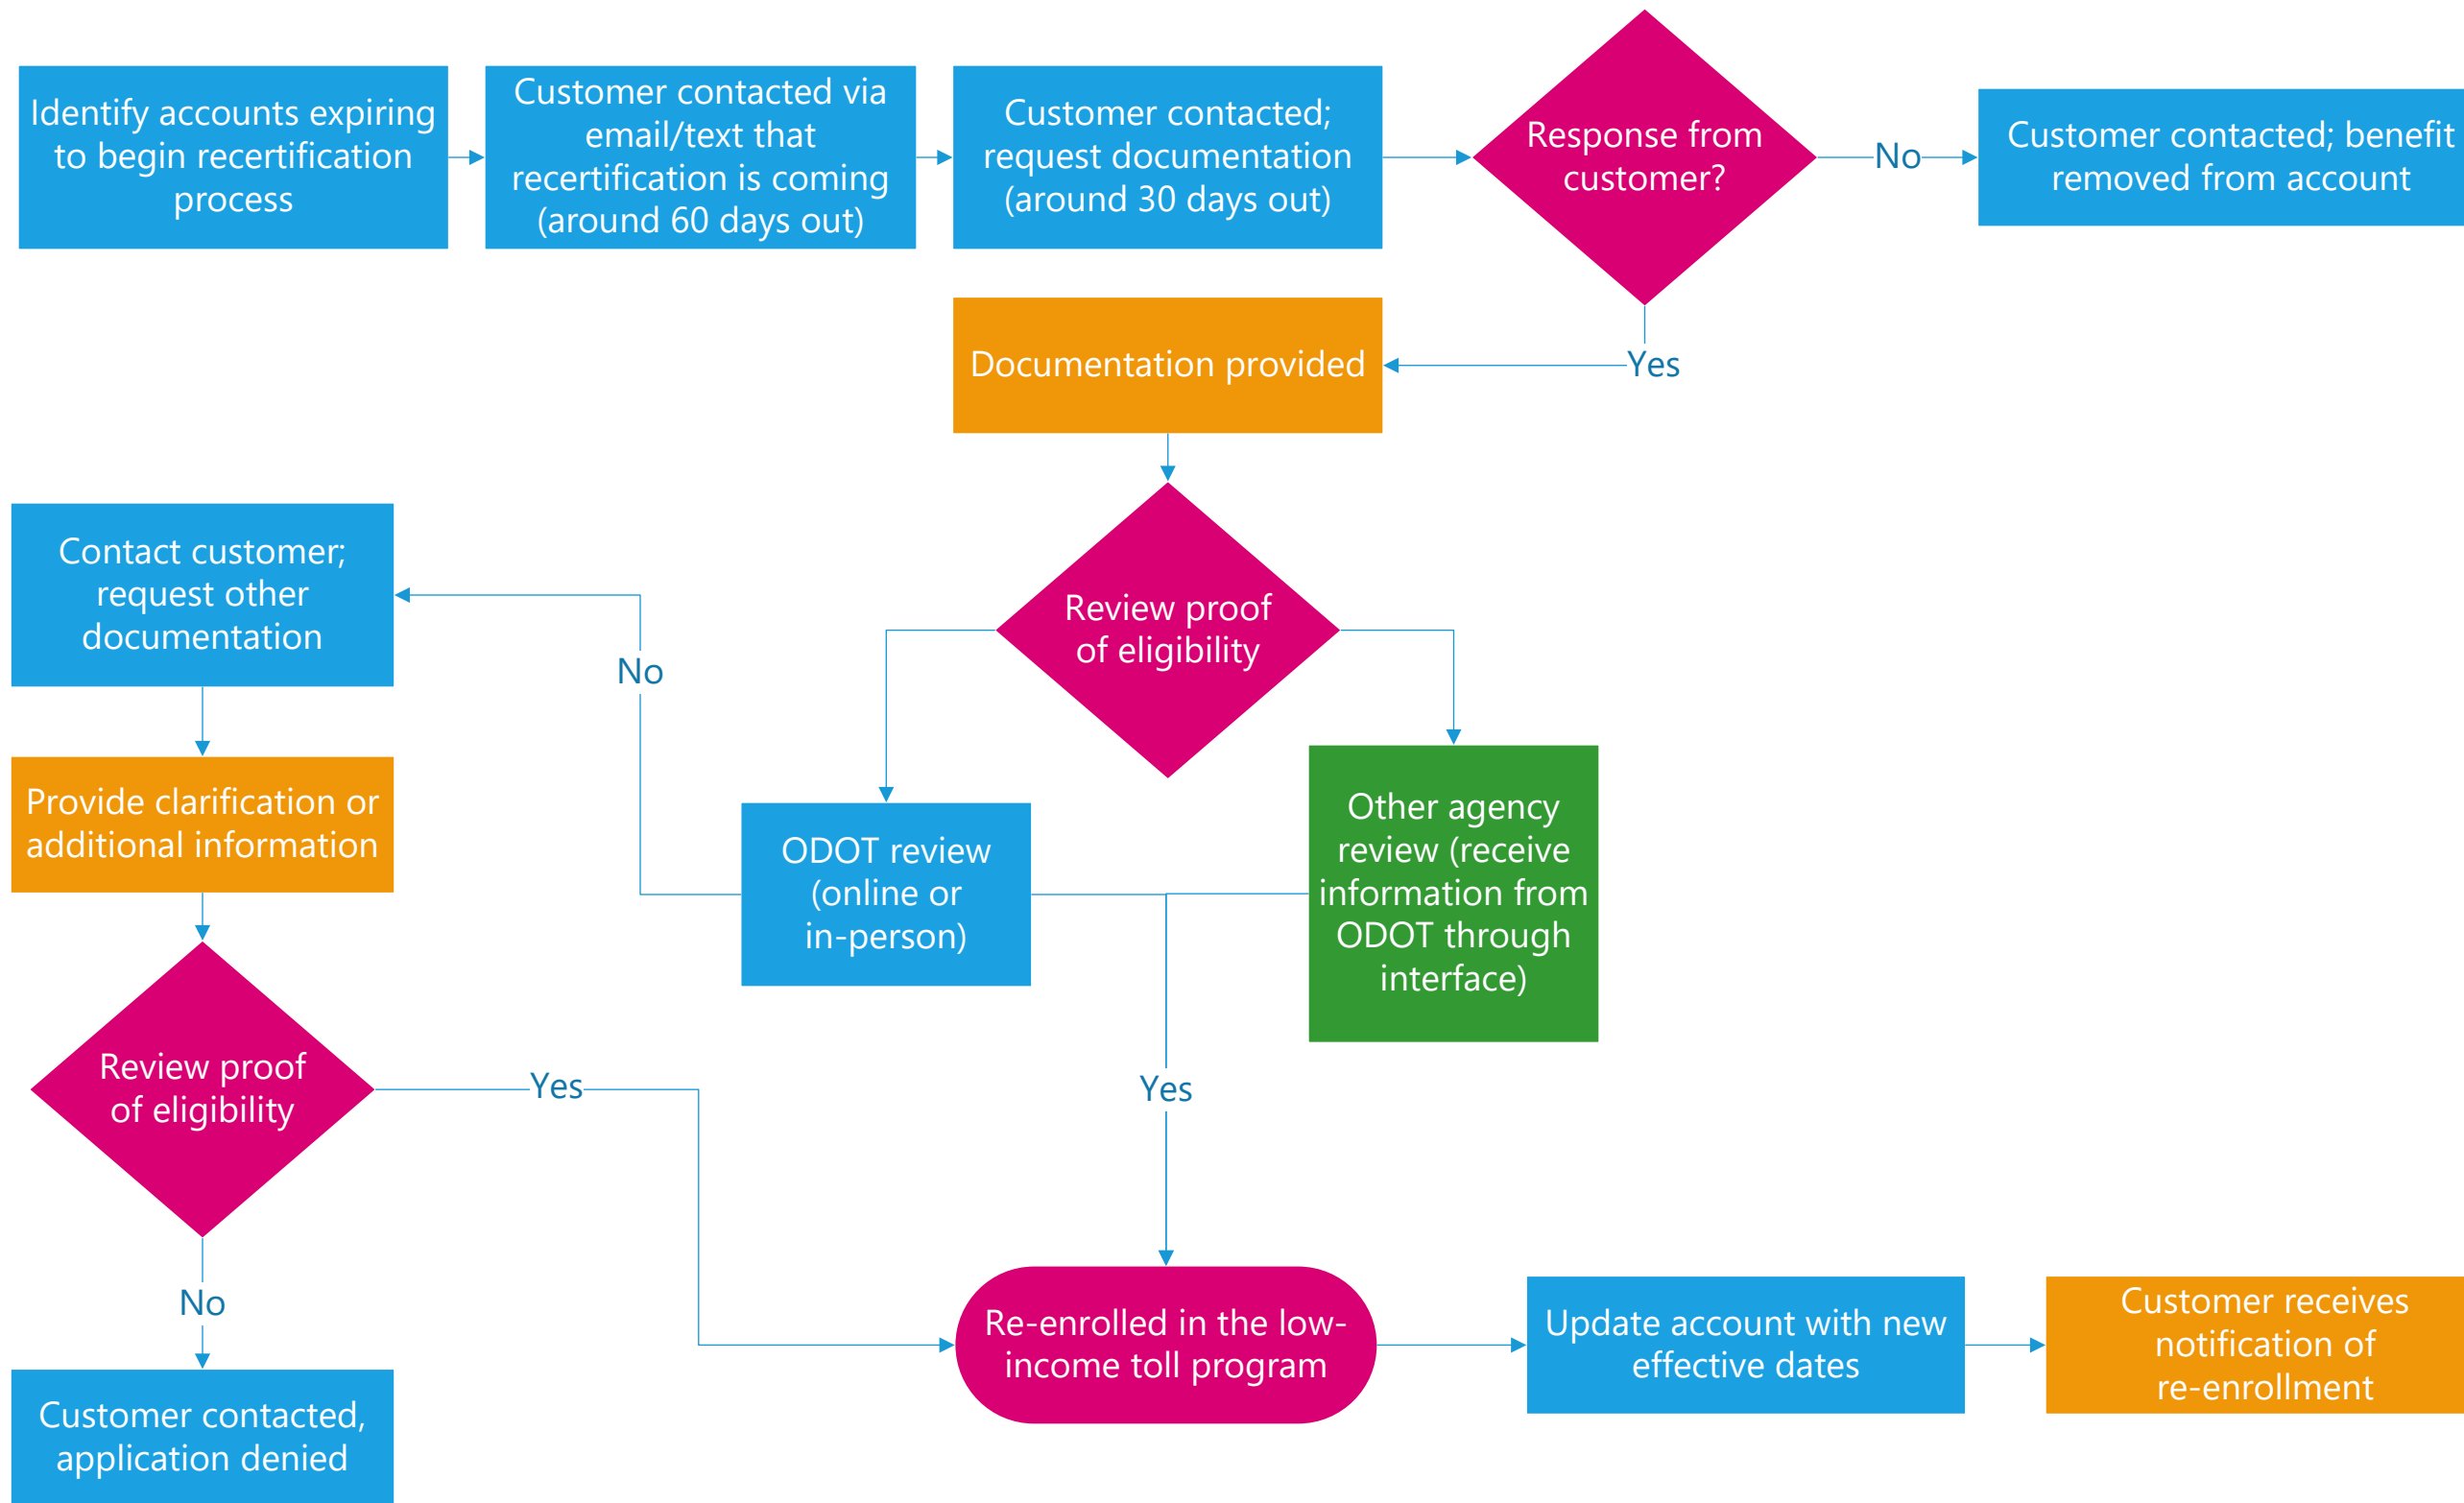 Identify accounts expiring
to begin recertification
process
Customer contacted via
email/text that
recertification is coming
(around 60 days out)
Customer contacted;
request documentation
(around 30 days out)
Response from
customer?
No
Customer contacted; benefit
removed from account
Yes
Documentation provided
Review proof
of eligibility
Contact customer;
request other
documentation
No
Provide clarification or
additional information
ODOT review
(online or
in-person)
Other agency
review (receive
information from
ODOT through
interface)
Review proof
of eligibility
Yes
Yes
No
Customer contacted,
application denied
Re-enrolled in the low-
income toll program
Update account with new
effective dates
Customer receives
notification of
re-enrollment